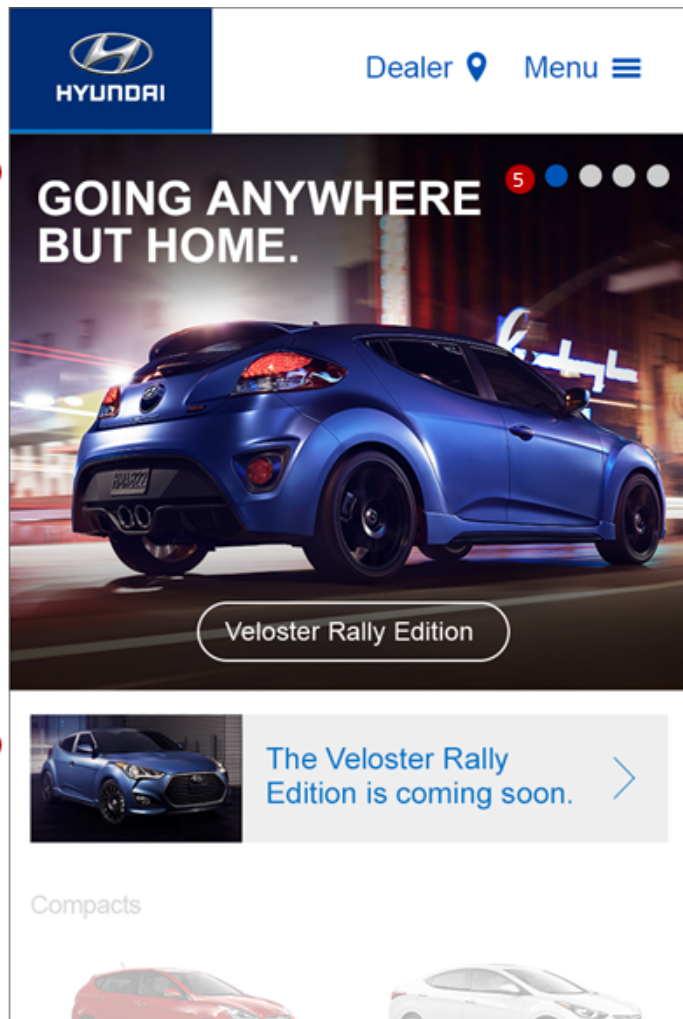 HYUNDAI
Dealer
Menu
5
GOING ANYWHERE
BUT HOME.
Veloster Rally Edition
The Veloster Rally
Edition is coming soon.
Compacts